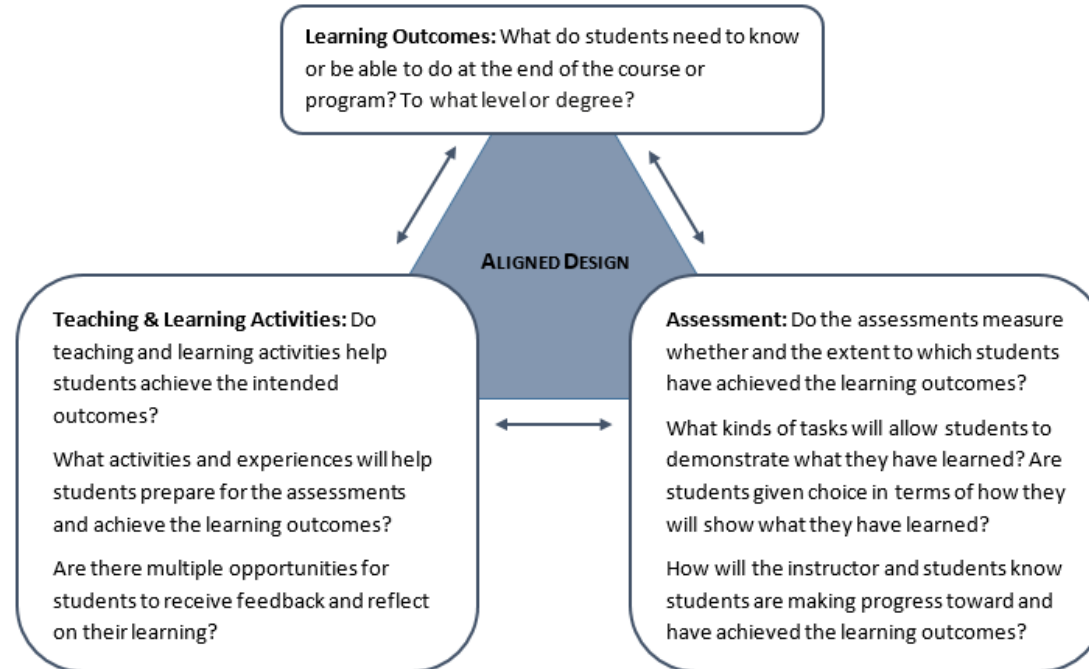 Learning Outcomes: What do students need to know
or be able to do at the end of the course or
program? To what level or degree?
ALIGNED DESIGN
Teaching & Learning Activities: Do
teaching and learning activities help
students achieve the intended
outcomes?
What activities and experiences will help
students prepare for the assessments
and achieve the learning outcomes?
Are there multiple opportunities for
students to receive feedback and reflect
on their learning?
Assessment: Do the assessments measure
whether and the extent to which students
have achieved the learning outcomes?
What kinds of tasks will allow students to
demonstrate what they have learned? Are
students given choice in terms of how they
will show what they have learned?
How will the instructor and students know
students are making progress toward and
have achieved the learning outcomes?